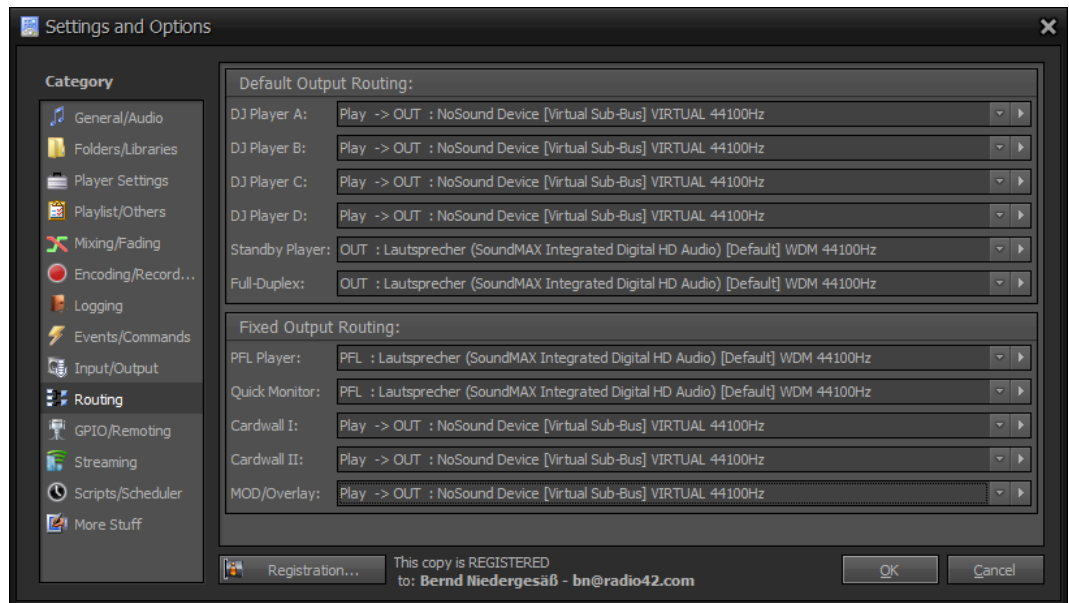 Settings and Options
Category
General/Audio
Folders/Libraries
Player Settings
Playlist/Others
Mixing/Fading
Encoding/Record...
Logging
Events/Commands
Input/Output
Routing
GPIO/Remoting
Streaming
Scripts/Scheduler
More Stuff
Default Output Routing:
DJ Player A: Play -> OUT : NoSound Device [Virtual Sub-Bus] VIRTUAL 44100Hz
DJ Player B: Play -> OUT : NoSound Device [Virtual Sub-Bus] VIRTUAL 44100Hz
DJ Player C: Play -> OUT : NoSound Device [Virtual Sub-Bus] VIRTUAL 44100Hz
DJ Player D: Play -> OUT : NoSound Device [Virtual Sub-Bus] VIRTUAL 44100Hz
Standby Player: OUT : Lautsprecher (SoundMAX Integrated Digital HD Audio) [Default] WDM 44100Hz
Full-Duplex: OUT : Lautsprecher (SoundMAX Integrated Digital HD Audio) [Default] WDM 44100Hz
Fixed Output Routing:
PFL Player: PFL : Lautsprecher (SoundMAX Integrated Digital HD Audio) [Default] WDM 44100Hz
Quick Monitor: PFL : Lautsprecher (SoundMAX Integrated Digital HD Audio) [Default] WDM 44100Hz
Cardwall I: Play -> OUT : NoSound Device [Virtual Sub-Bus] VIRTUAL 44100Hz
Cardwall II: Play -> OUT : NoSound Device [Virtual Sub-Bus] VIRTUAL 44100Hz
MOD/Overlay: Play -> OUT : NoSound Device [Virtual Sub-Bus] VIRTUAL 44100Hz
Registration...
This copy is REGISTERED
to: Bernd Niedergesäß - bn@radio42.com
OK
Cancel